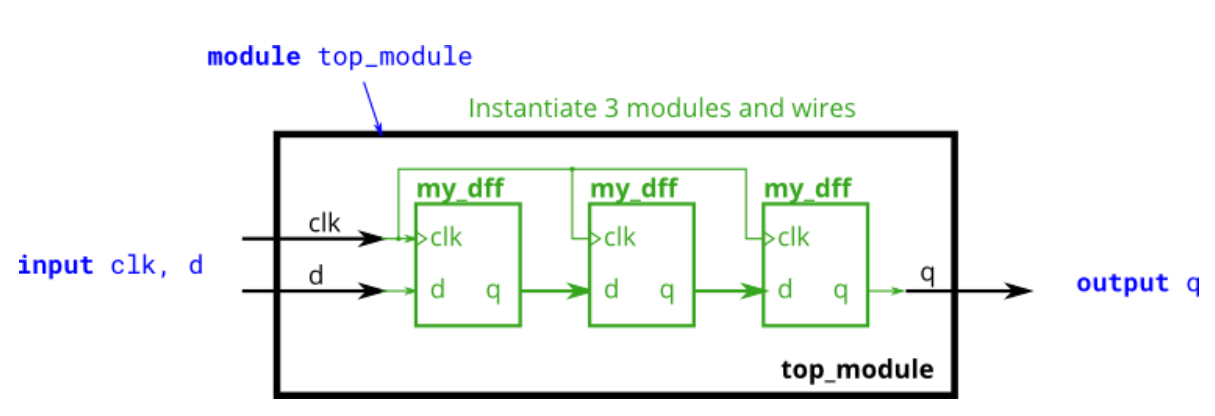 module top_module
Instantiate 3 modules and wires
my_dff my_dff my_dff
clk clk clk clk
input clk, d
d d q d q d q q
output q
top_module